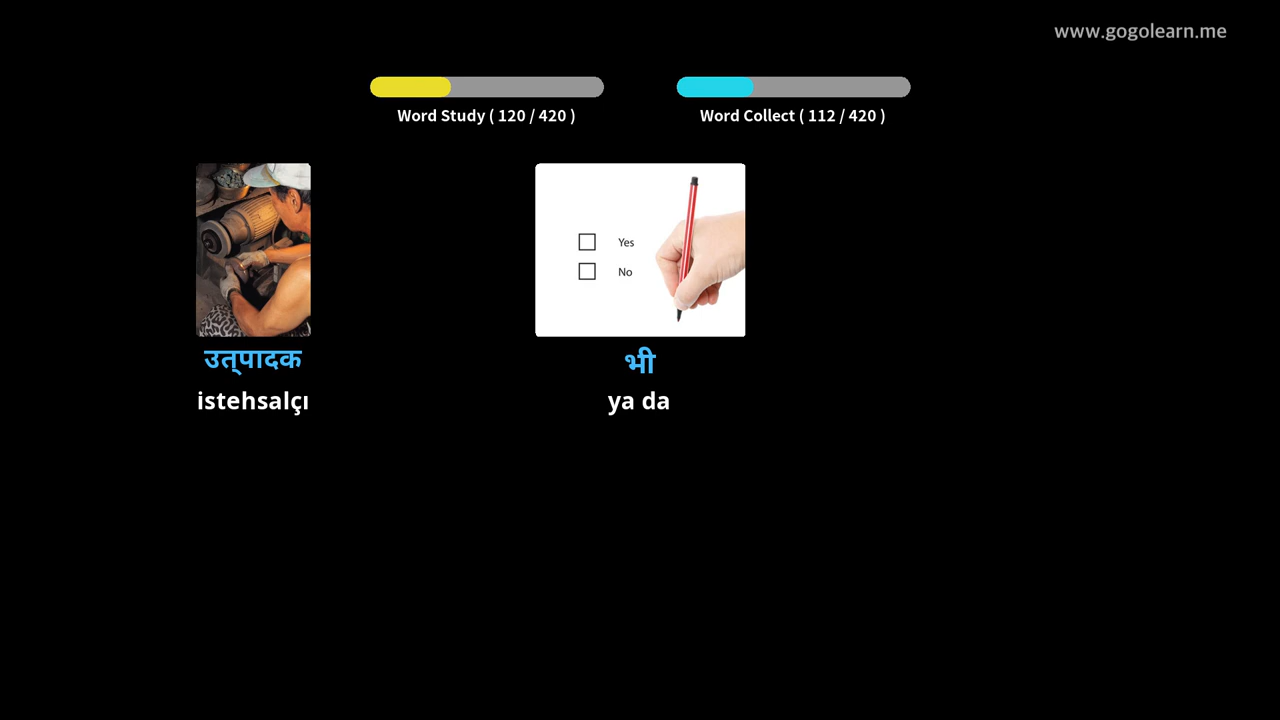 www.gogolearn.me
Word Study ( 120 / 420 )
Word Collect ( 112 / 420 )
Yes
No
उत्पादक
istehsalçı
भी
ya da